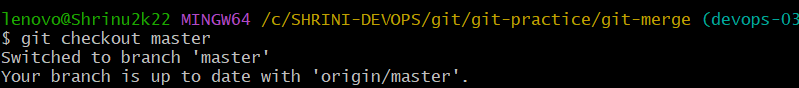 lenovo@Shrinu2k22 MINGW64 /c/SHRINI-DEVOPS/git/git-practice/git-merge (devops-03
$ git checkout master
Switched to branch 'master'
Your branch is up to date with 'origin/master'.